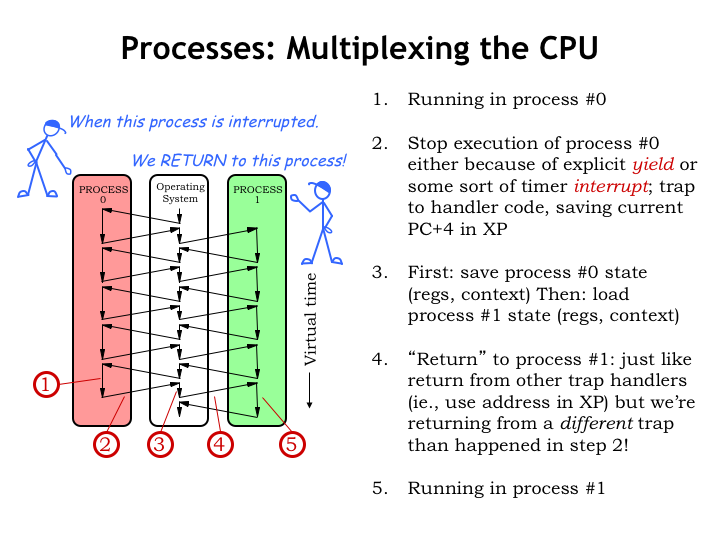 Processes: Multiplexing the CPU
When this process is interrupted.
We RETURN to this process!
PROCESS
0
Operating
System
PROCESS
1
Virtual time
1
2
3
4
5
1. Running in process #0
2. Stop execution of process #0
either because of explicit yield or
some sort of timer interrupt; trap
to handler code, saving current
PC+4 in XP
3. First: save process #0 state
(regs, context) Then: load
process #1 state (regs, context)
4. “Return” to process #1: just like
return from other trap handlers
(ie., use address in XP) but we’re
returning from a different trap
than happened in step 2!
5. Running in process #1